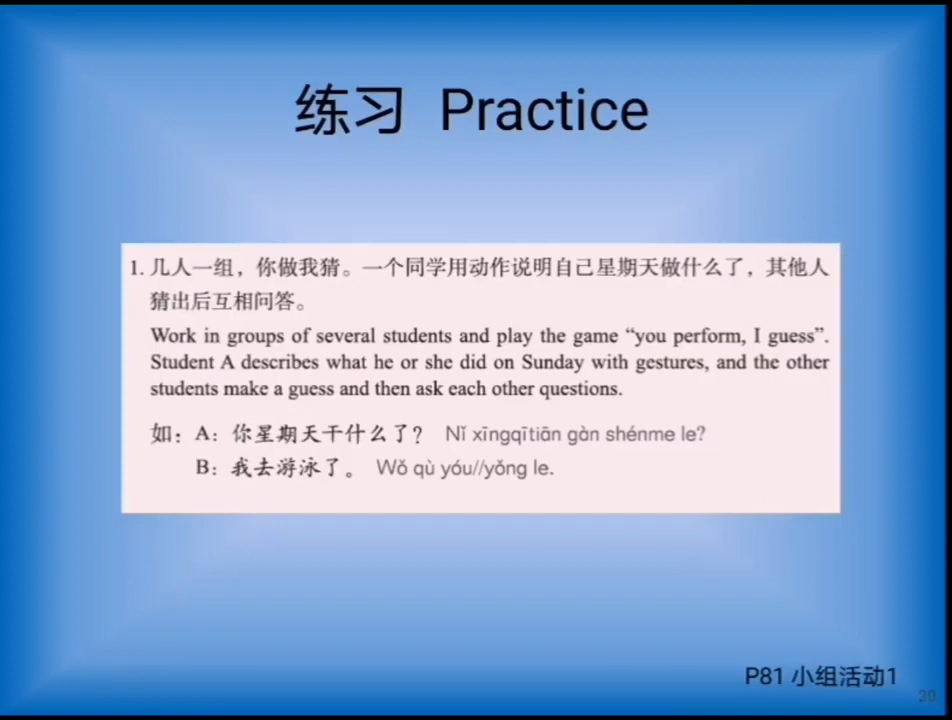 练习 Practice
1. 几人一组，你做我猜。一个同学用动作说明自己星期天做什么了，其他人
猜出后互相问答。
Work in groups of several students and play the game “you perform, I guess”.
Student A describes what he or she did on Sunday with gestures, and the other
students make a guess and then ask each other questions.
如：A：你星期天干什么了？ Nǐ xīngqītiān gàn shénme le?
B：我去游泳了。 Wǒ qù yóu//yǒng le.
P81 小组活动1
39